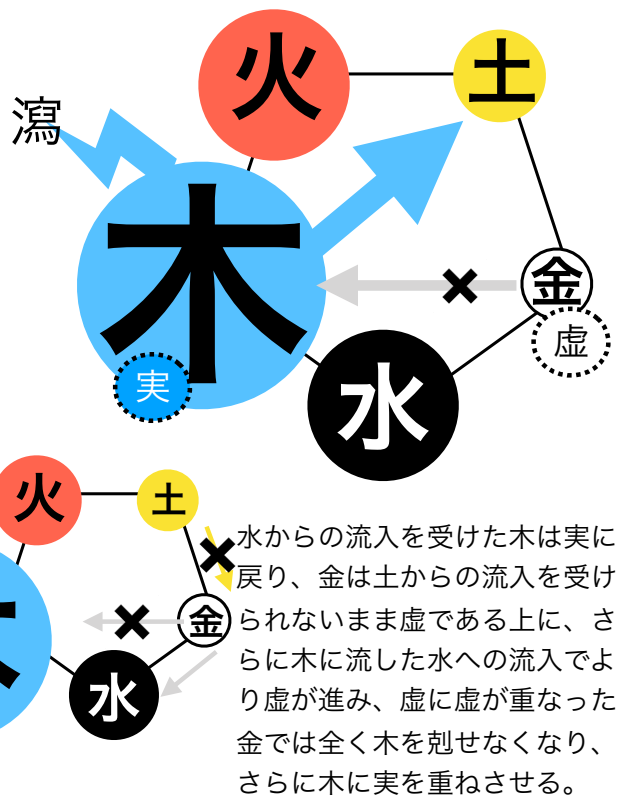 火
土
瀉
木
金
虚
実
水
火
土
金
水
水からの流入を受けた木は実に
戻り、金は土からの流入を受け
られないまま虚である上に、さ
らに木に流した水への流入でよ
り虚が進み、虚に虚が重なった
金では全く木を剋せなくなり、
さらに木に実を重ねさせる。